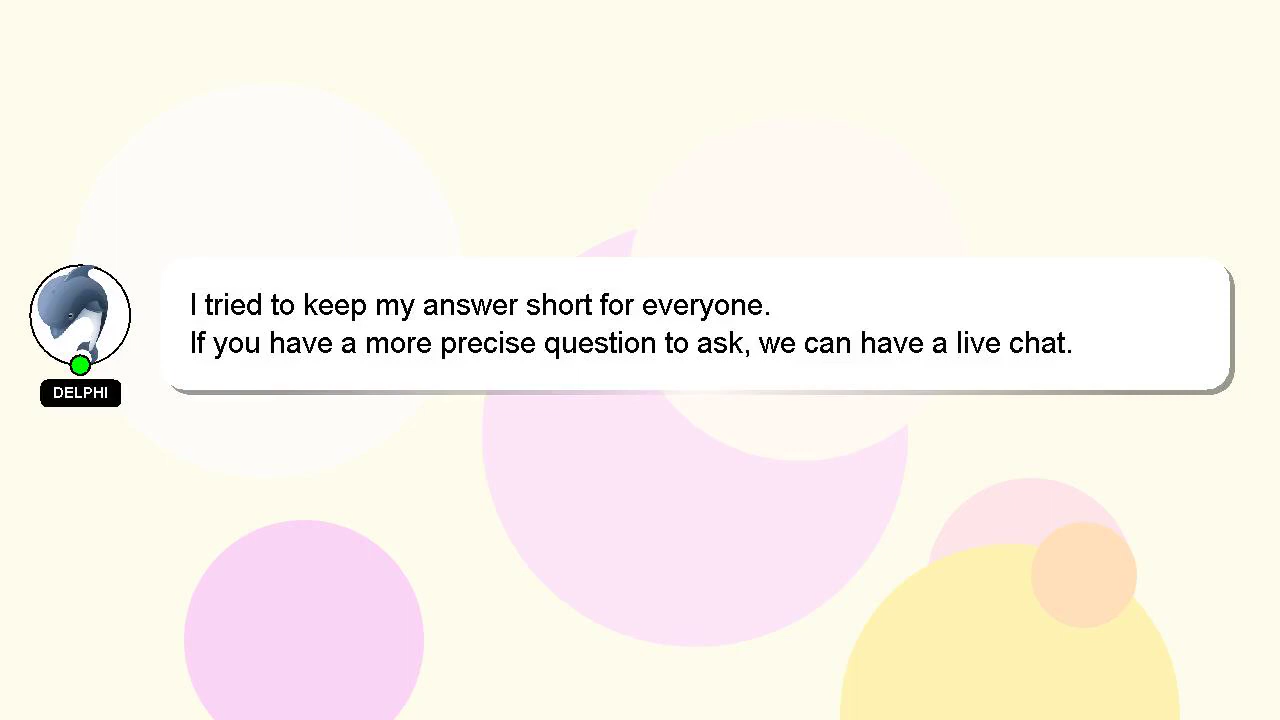 I tried to keep my answer short for everyone.
If you have a more precise question to ask, we can have a live chat.
DELPHI